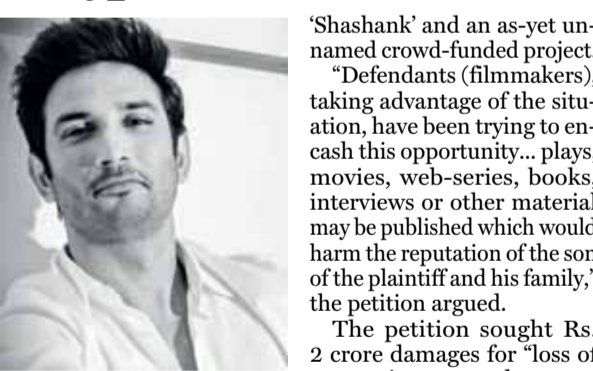 ‘Shashank’ and an as-yet un-
named crowd-funded project.
“Defendants (filmmakers),
taking advantage of the situ-
ation, have been trying to en-
cash this opportunity... plays,
movies, web-series, books,
interviews or other material
may be published which would
harm the reputation of the son
of the plaintiff and his family,”
the petition argued.
The petition sought Rs.
2 crore damages for “loss of